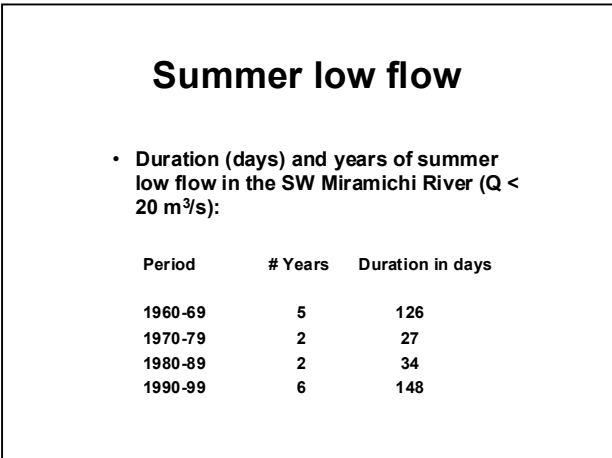 Summer low flow
• Duration (days) and years of summer
low flow in the SW Miramichi River (Q <
20 m³/s):
Period # Years Duration in days
1960-69 5 126
1970-79 2 27
1980-89 2 34
1990-99 6 148